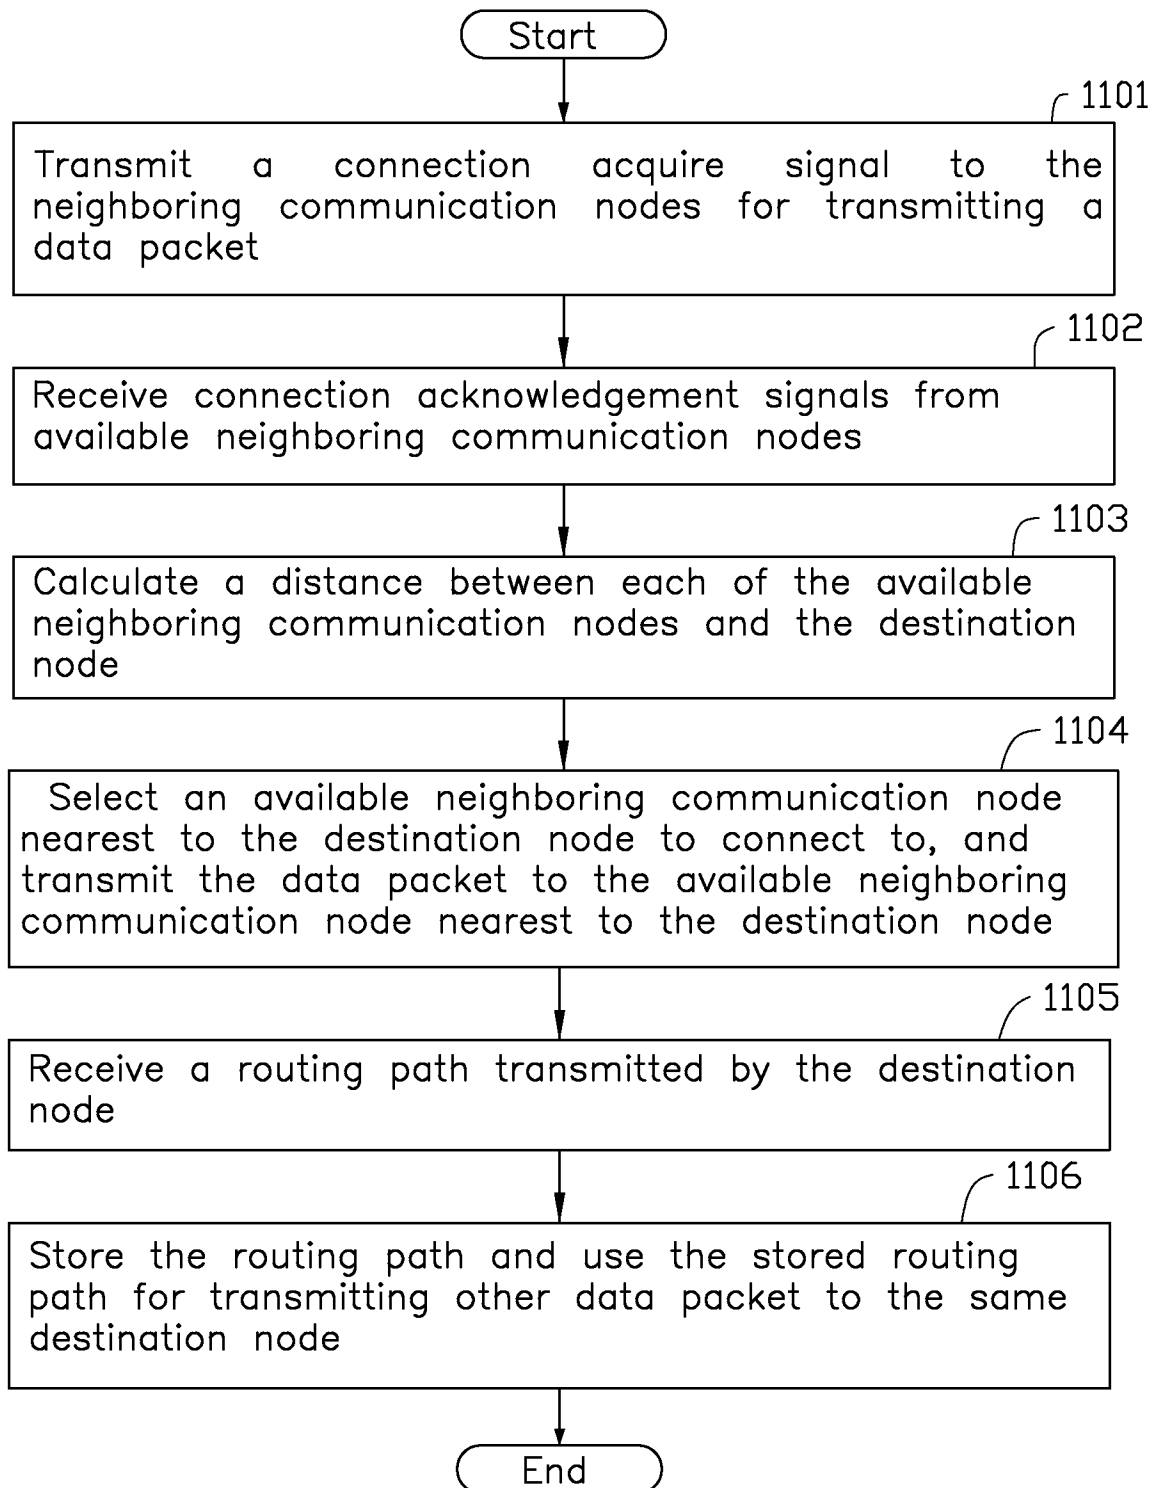 Start
1101
Transmit a connection acquire signal to the
neighboring communication nodes for transmitting a
data packet
1102
Receive connection acknowledgement signals from
available neighboring communication nodes
1103
Calculate a distance between each of the available
neighboring communication nodes and the destination
node
1104
Select an available neighboring communication node
nearest to the destination node to connect to, and
transmit the data packet to the available neighboring
communication node nearest to the destination node
1105
Receive a routing path transmitted by the destination
node
1106
Store the routing path and use the stored routing
path for transmitting other data packet to the same
destination node
End